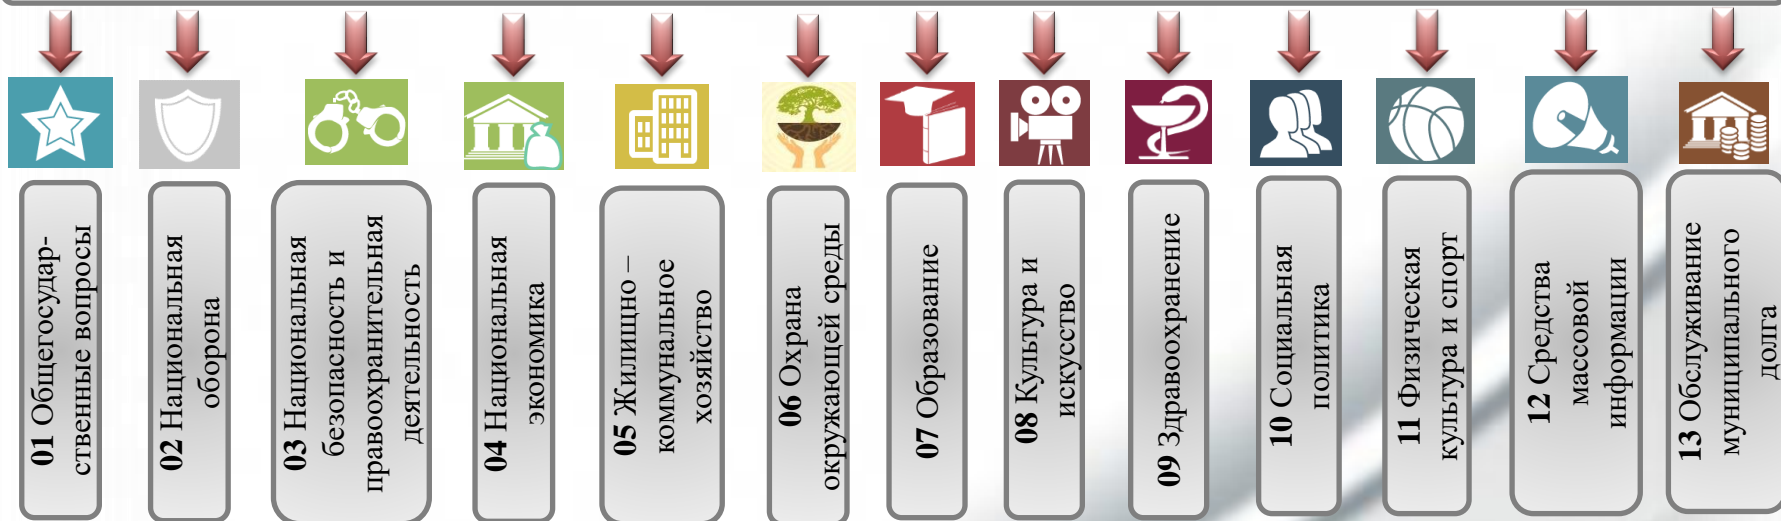 01 Общегосудар-
ственные вопросы
02 Национальная
оборона
03 Национальная
безопасность и
правоохранительная
деятельность
04 Национальная
экономика
05 Жилищно –
коммунальное
хозяйство
06 Охрана
окружающей среды
07 Образование
08 Культура и
искусство
09 Здравоохранение
10 Социальная
политика
11 Физическая
культура и спорт
12 Средства
массовой
информации
13 Обслуживание
муниципального
долга